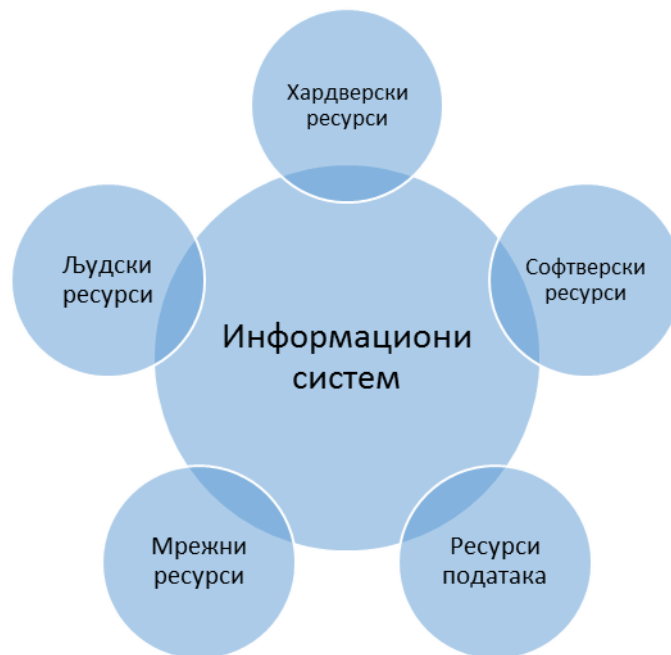 Хардверски
ресурси
Људски
ресурси
Софтверски
ресурси
Информациони
систем
Мрежни
ресурси
Ресурси
података